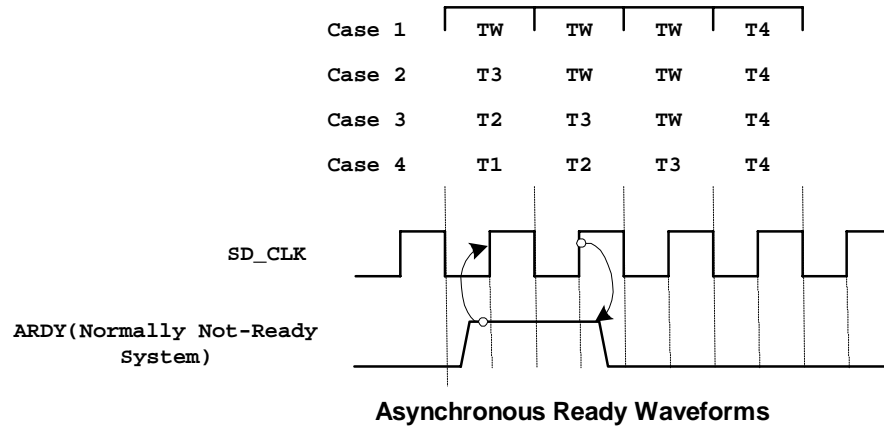 Case 1 TW TW TW T4
Case 2 T3 TW TW T4
Case 3 T2 T3 TW T4
Case 4 T1 T2 T3 T4
SD_CLK
ARDY(Normally Not-Ready
System)
Asynchronous Ready Waveforms